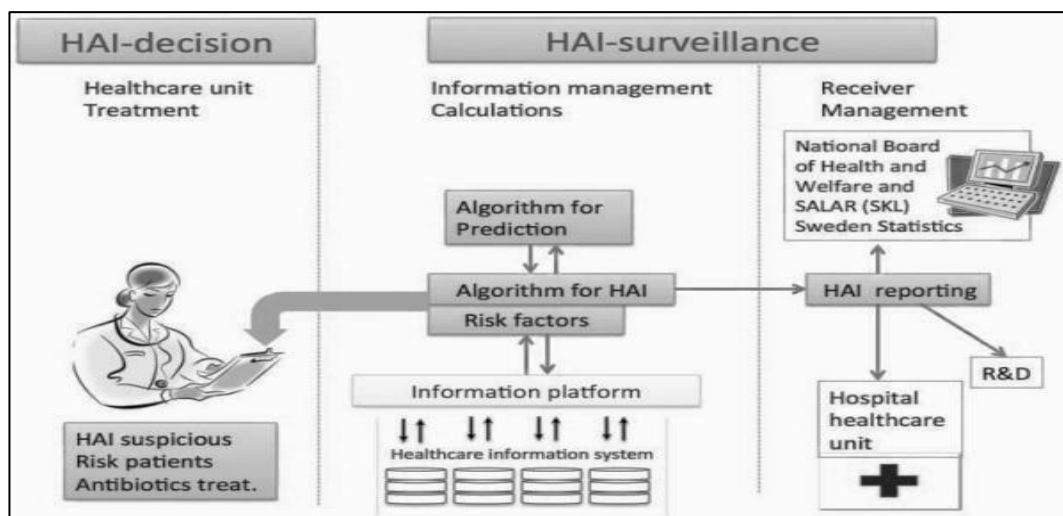 HAI-decision
HAI-surveillance
Healthcare unit
Treatment
Information management
Calculations
Receiver
Management
National Board
of Health and
Welfare and
SALAR (SKL)
Sweden Statistics
Algorithm for
Prediction
Algorithm for HAI
Risk factors
HAI reporting
Information platform
R&D
Healthcare information system
Hospital
healthcare
unit
HAI suspicious
Risk patients
Antibiotics treat.